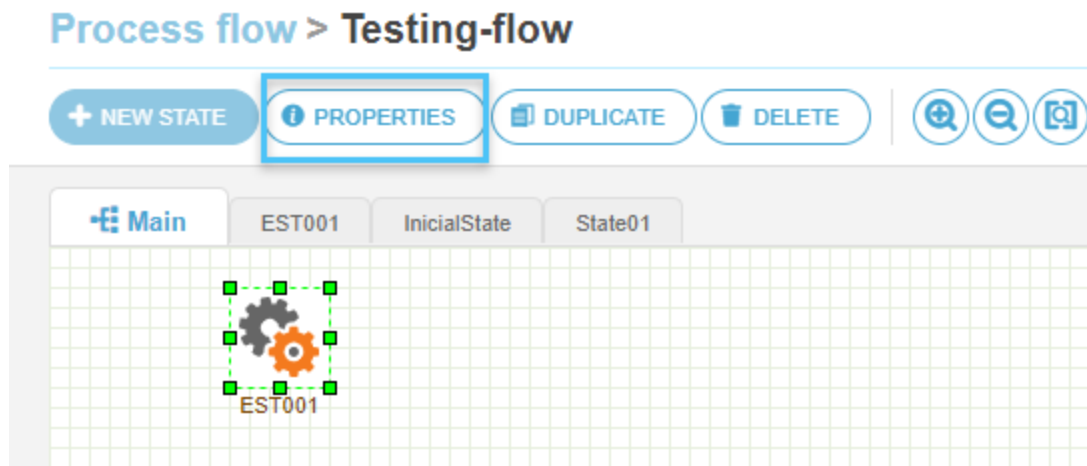 Process flow > Testing-flow
NEW STATE PROPERTIES DUPLICATE DELETE
Main EST001 InicialState State01
EST001